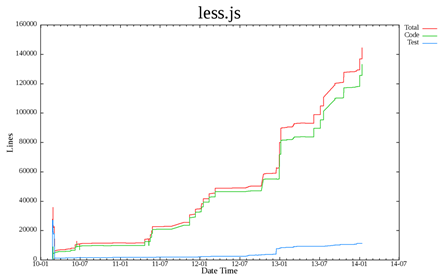 less.js
Total
Code
Test
160000
140000
120000
100000
80000
60000
40000
20000
0
Lines
10-01 10-07 11-01 11-07 12-01 12-07 13-01 13-07 14-01 14-07
Date Time